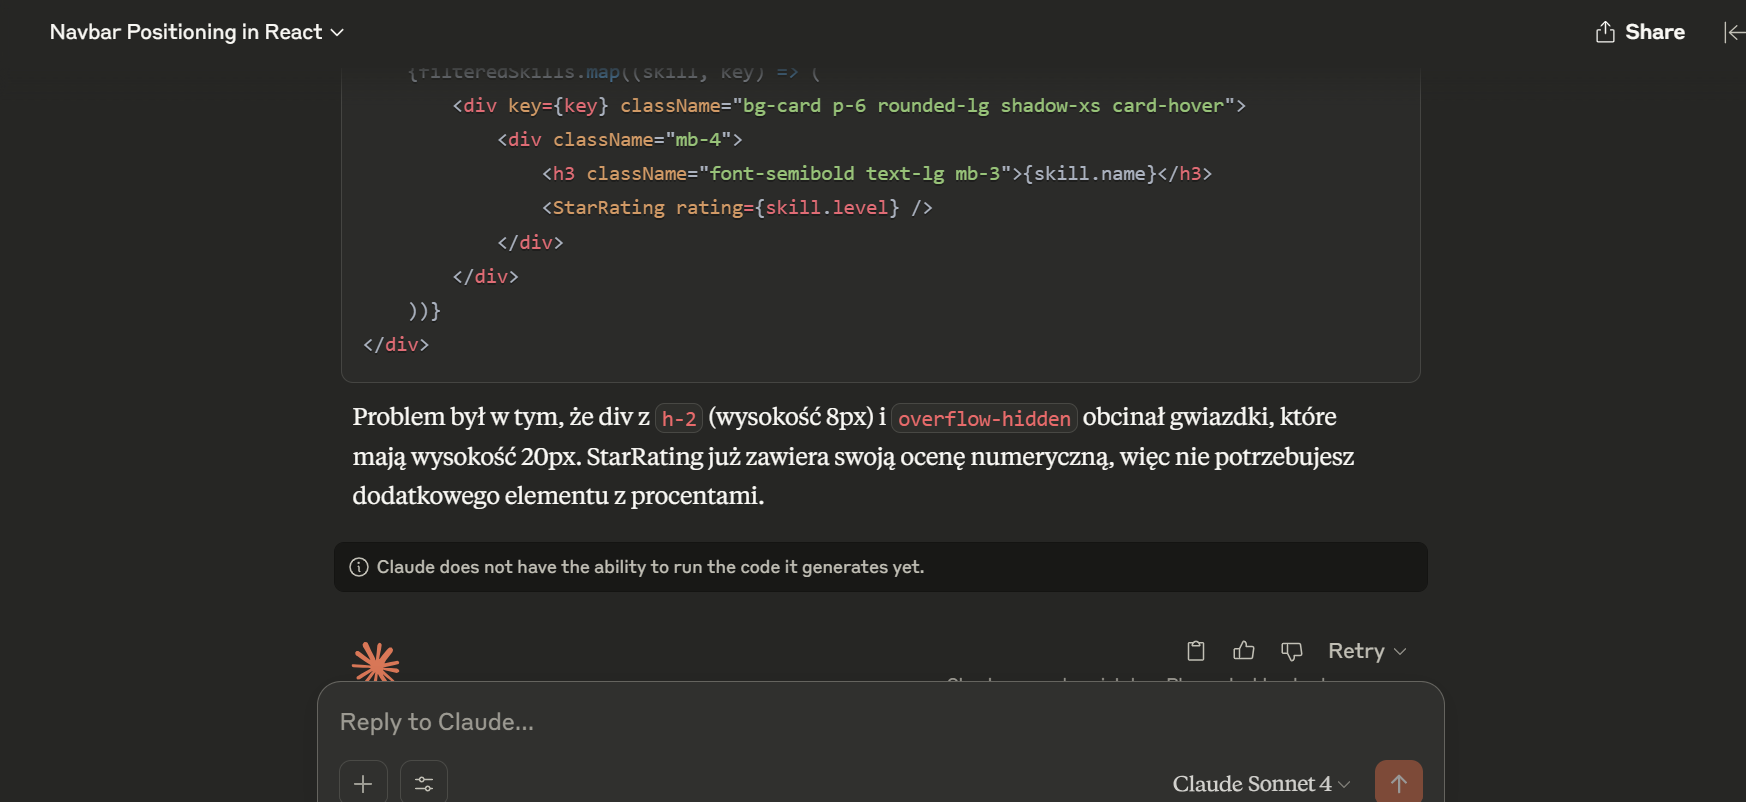 Navbar Positioning in React
Share
{filteredSkills.map((skill, key) => (
<div key={key} className="bg-card p-6 rounded-lg shadow-xs card-hover">
<div className="mb-4">
<h3 className="font-semibold text-lg mb-3">{skill.name}</h3>
<StarRating rating={skill.level} />
</div>
</div>
))}
</div>
Problem był w tym, że div z h-2 (wysokość 8px) i overflow-hidden obcinał gwiazdki, które
mają wysokość 20px. StarRating już zawiera swoją ocenę numeryczną, więc nie potrzebujesz
dodatkowego elementu z procentami.
Claude does not have the ability to run the code it generates yet.
Retry
Reply to Claude...
Claude Sonnet 4